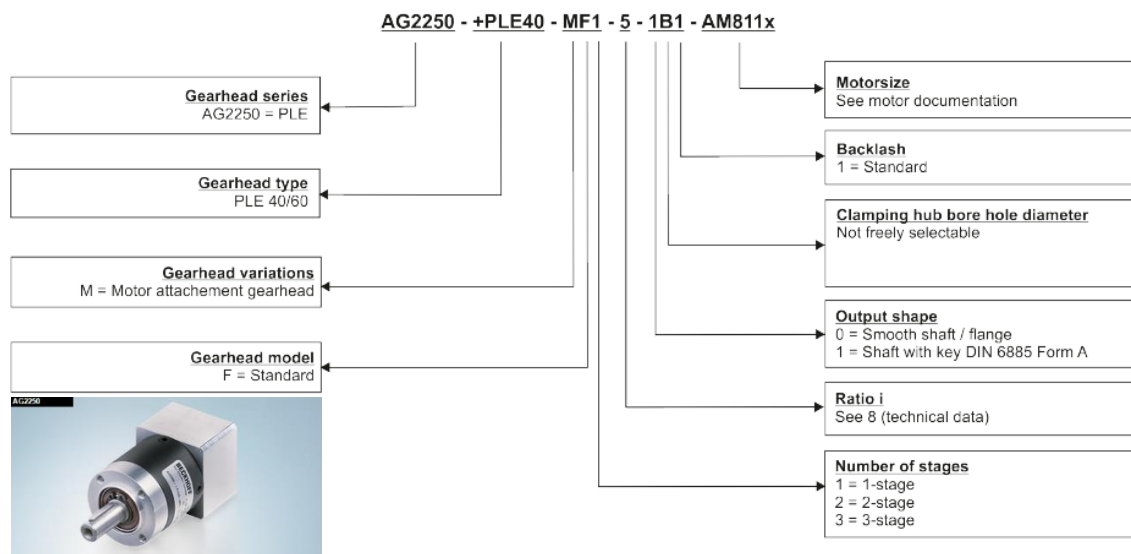 AG2250 - +PLE40 - MF1 - 5 - 1B1 - AM811x
Gearhead series
AG2250 = PLE
Gearhead type
PLE 40/60
Gearhead variations
M = Motor attachement gearhead
Gearhead model
F = Standard
AG2250
BECKHOFF
Motorsize
See motor documentation
Backlash
1 = Standard
Clamping hub bore hole diameter
Not freely selectable
Output shape
0 = Smooth shaft / flange
1 = Shaft with key DIN 6885 Form A
Ratio i
See 8 (technical data)
Number of stages
1 = 1-stage
2 = 2-stage
3 = 3-stage